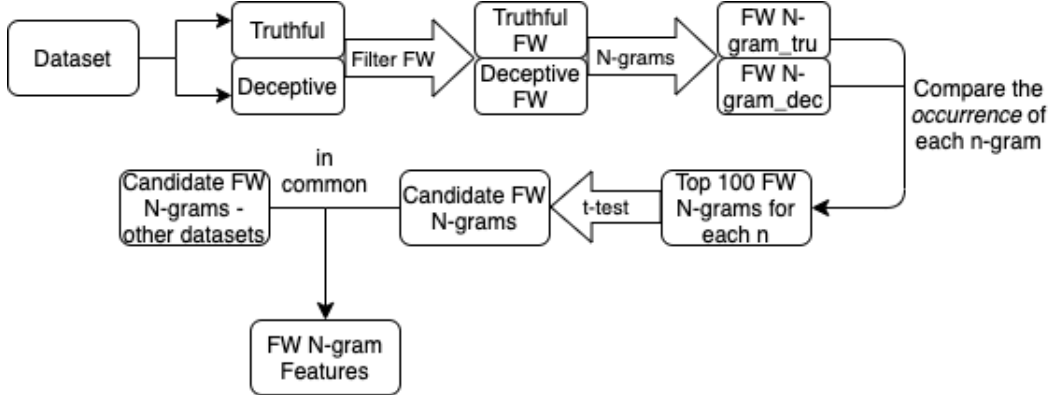 Dataset
Truthful
Deceptive
Filter FW
Truthful
FW
Deceptive
FW
N-grams
FW N-
gram_tru
FW N-
gram_dec
Compare the
occurrence of
each n-gram
Top 100 FW
N-grams for
each n
t-test
Candidate FW
N-grams
in
common
Candidate FW
N-grams -
other datasets
FW N-gram
Features